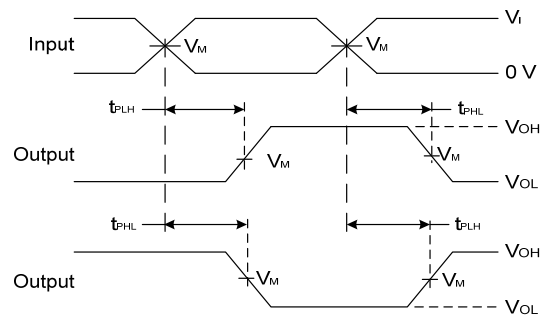 Input VM VM VI
0 V
tPLH tPHL
Output VM VM VOH
VOL
tPHL tPLH
Output VM VM VOH
VOL